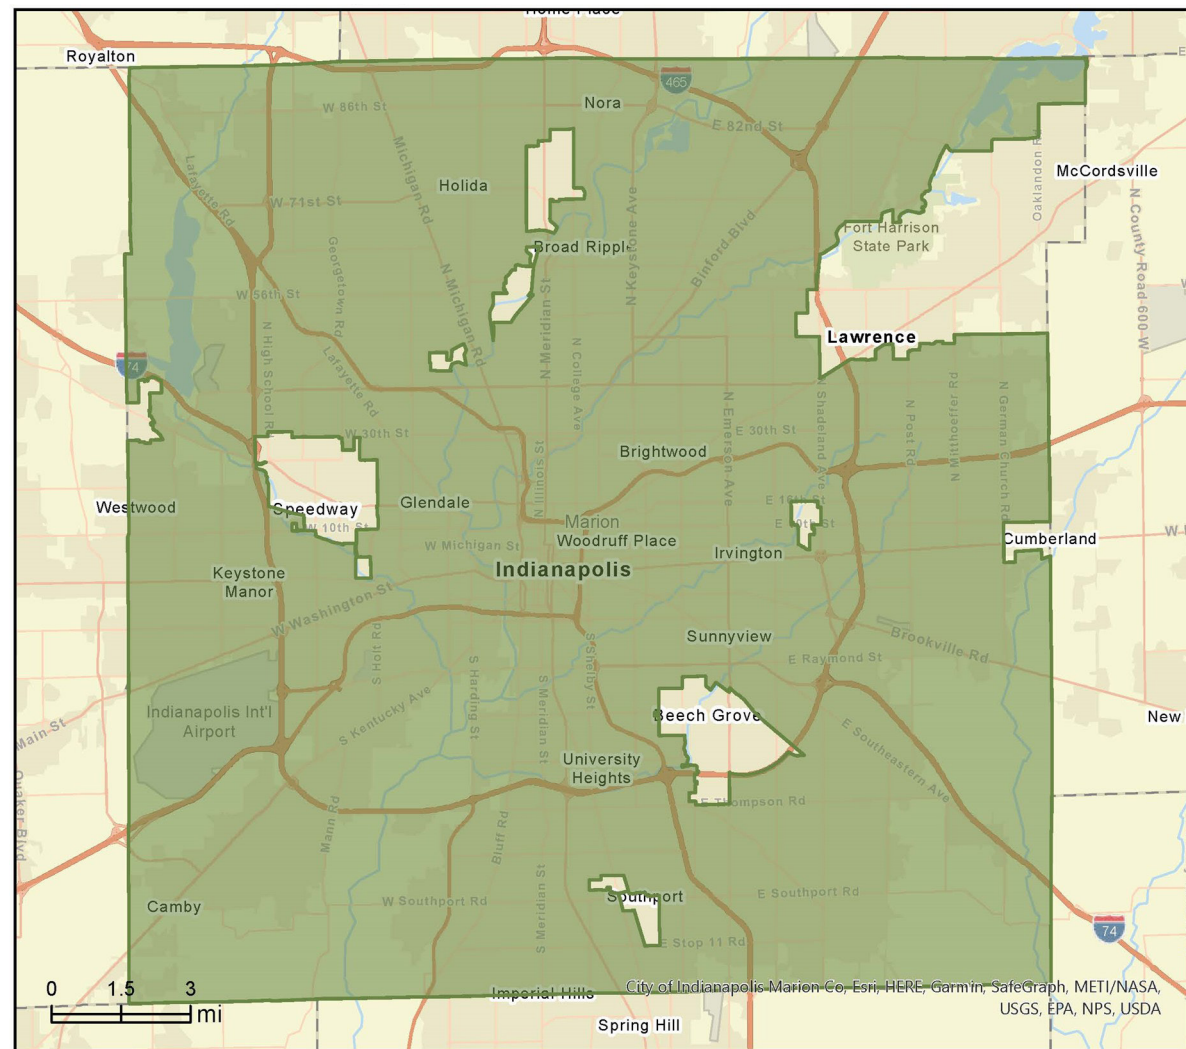 Home Place
Royalton
465
Nora
W 86th St
E 82nd St
Michigan Rd
Lafayette Rd
Holida
McCordsville
Oaklandon R
W 71st St
N Keystone Ave
Binford Blvd
N County Road 600 W
Fort Harrison
State Park
Broad Ripple
Georgetown Rd
N Michigan Rd
N Meridian St
W 56th St
Lawrence
N High School R
N College Ave
Lafayette Rd
74
N Emerson Ave
N Shadeland Ave
N Post Rd
N Mitthoeffer Rd
N German Church Rd
W 30th St
E 30th St
Brightwood
N Illinois St
Westwood
Speedway
Glendale
E 16th St
E 10th St
W 10th St
Marion
Woodruff Place
Cumberland
W Michigan St
Irvington
Indianapolis
Keystone
Manor
W Washington St
Sunnyview
Brookville Rd
S Holt Rd
S Shelby St
E Raymond St
S Harding St
S Meridian St
S Kentucky Ave
Indianapolis Int'l
Airport
Beech Grove
New
Main St
E Southeastern Ave
University
Heights
Quaker Blvd
Mann Rd
E Thompson Rd
Bluff Rd
S Meridian St
E Southport Rd
W Southport Rd
Southport
Camby
74
E Stop 11 Rd
0 1.5 3
mi
Imperial Hills
City of Indianapolis Marion Co, Esri, HERE, Garmin, SafeGraph, METI/NASA,
USGS, EPA, NPS, USDA
Spring Hill